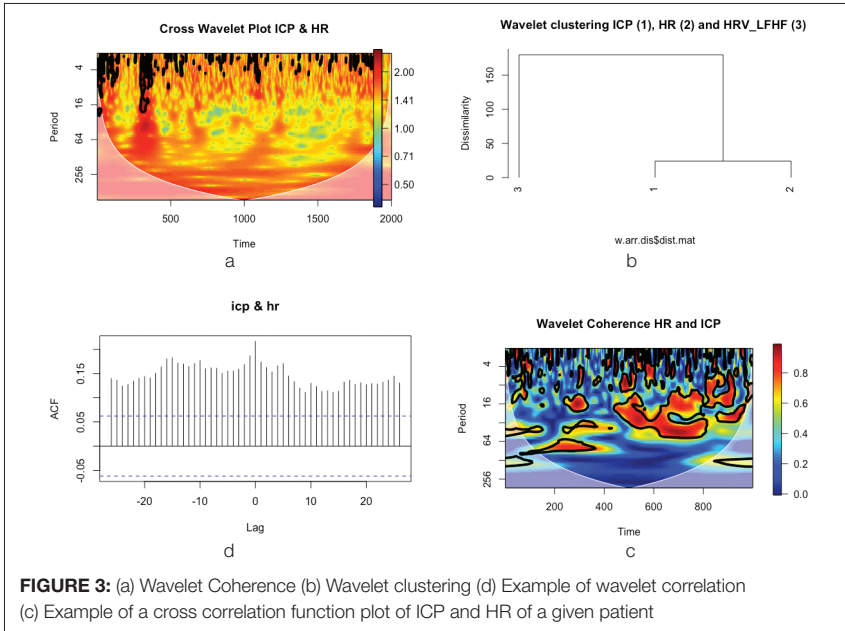 Cross Wavelet Plot ICP & HR
Period
4
16
64
256
500
1000
1500
2000
Time
2.00
1.41
1.00
0.71
0.50
a
Wavelet clustering ICP (1), HR (2) and HRV_LFHF (3)
Dissimilarity
0
50
100
150
3
1
2
w.arr.dis$dist.mat
b
icp & hr
ACF
0.15
0.05
-0.05
-20
-10
0
10
20
Lag
d
Wavelet Coherence HR and ICP
Period
4
16
64
256
200
400
600
800
Time
0.8
0.6
0.4
0.2
0.0
c
FIGURE 3: (a) Wavelet Coherence (b) Wavelet clustering (d) Example of wavelet correlation
(c) Example of a cross correlation function plot of ICP and HR of a given patient